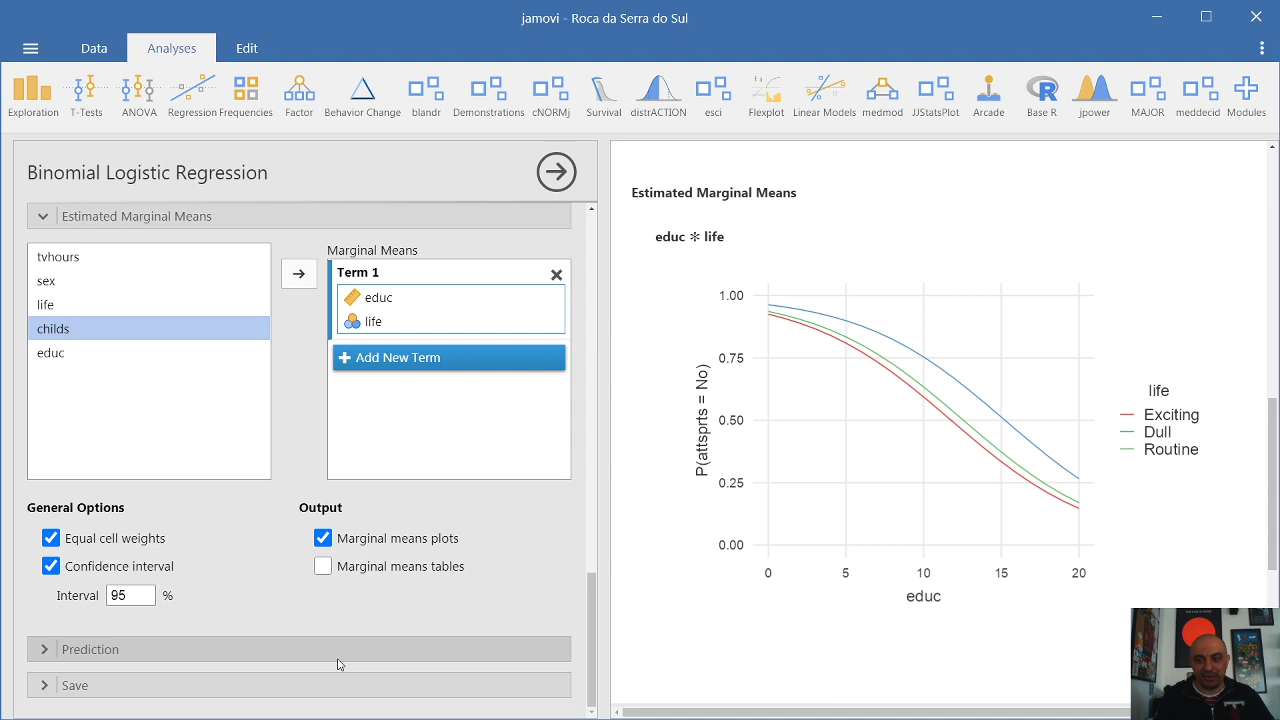 jamovi - Roca da Serra do Sul
Data
Analyses
Edit
Exploration
T-Tests
ANOVA
Regression
Frequencies
Factor
Behavior Change
blandr
Demonstrations
cNORMj
Survival
distrACTION
esci
Flexplot
Linear Models
medmod
JJStatsPlot
Arcade
Base R
jpower
MAJOR
meddecid
Modules
Binomial Logistic Regression
Estimated Marginal Means
tvhours
sex
life
childs
educ
Marginal Means
Term 1
educ
life
Add New Term
General Options
Equal cell weights
Confidence interval
Interval 95 %
Output
Marginal means plots
Marginal means tables
Prediction
Save
Estimated Marginal Means
educ ✻ life
1.00
0.75
0.50
0.25
0.00
P(attsprts = No)
0 5 10 15 20
educ
life
Exciting
Dull
Routine